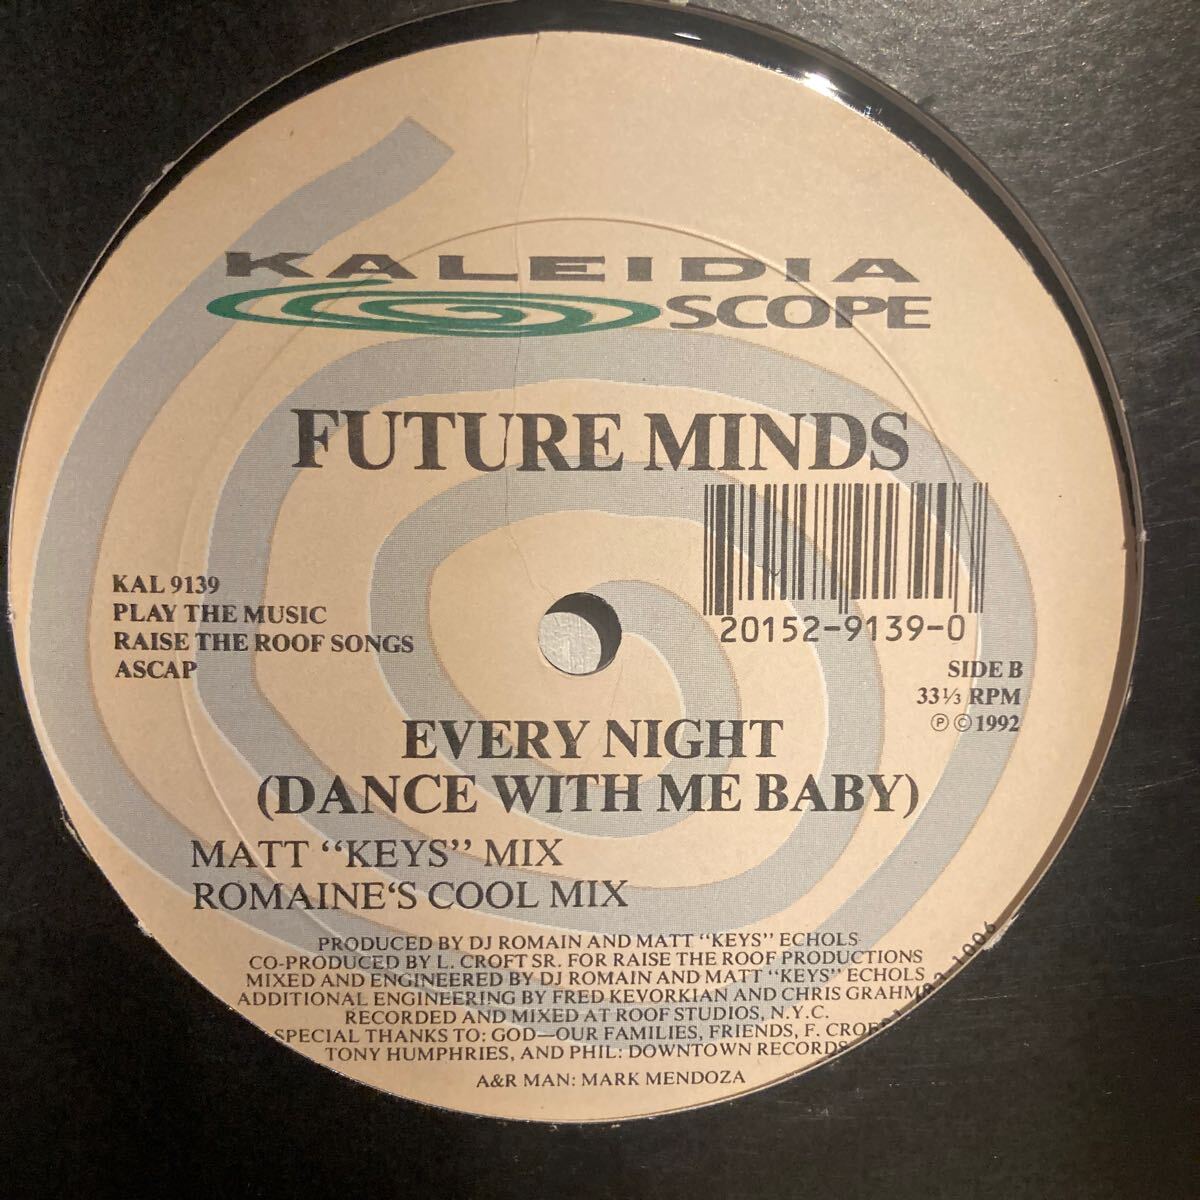 KALEIDIA
SCOPE
FUTURE MINDS
KAL 9139
PLAY THE MUSIC
RAISE THE ROOF SONGS
ASCAP
20152-9139-0
SIDE B
33⅓ RPM
℗©1992
EVERY NIGHT
(DANCE WITH ME BABY)
MATT "KEYS" MIX
ROMAINE'S COOL MIX
PRODUCED BY DJ ROMAIN AND MATT "KEYS" ECHOLS
CO-PRODUCED BY L. CROFT SR. FOR RAISE THE ROOF PRODUCTIONS
MIXED AND ENGINEERED BY DJ ROMAIN AND MATT "KEYS" ECHOLS
ADDITIONAL ENGINEERING BY FRED KEVORKIAN AND CHRIS GRAHM
RECORDED AND MIXED AT ROOF STUDIOS, N.Y.C.
SPECIAL THANKS TO: GOD—OUR FAMILIES, FRIENDS, F.
TONY HUMPHRIES, AND PHIL: DOWNTOWN RECORDS
A&R MAN: MARK MENDOZA